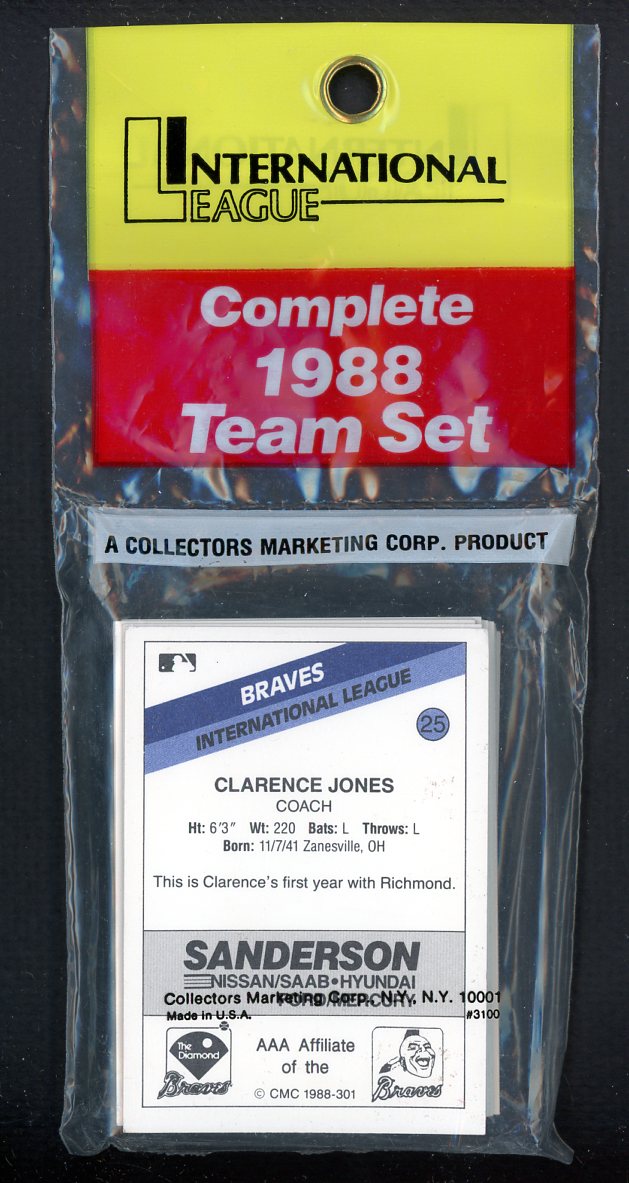 INTERNATIONAL
LEAGUE
Complete
1988
Team Set
A COLLECTORS MARKETING CORP. PRODUCT
BRAVES
INTERNATIONAL LEAGUE
25
CLARENCE JONES
COACH
Ht: 6'3" Wt: 220 Bats: L Throws: L
Born: 11/7/41 Zanesville, OH
This is Clarence's first year with Richmond.
SANDERSON
NISSAN/SAAB•HYUNDAI
FORD/MERCURY
Collectors Marketing Corp., N.Y., N.Y. 10001
Made in U.S.A. #3100
The
Diamond
Braves
AAA Affiliate
of the
Braves
© CMC 1988-301